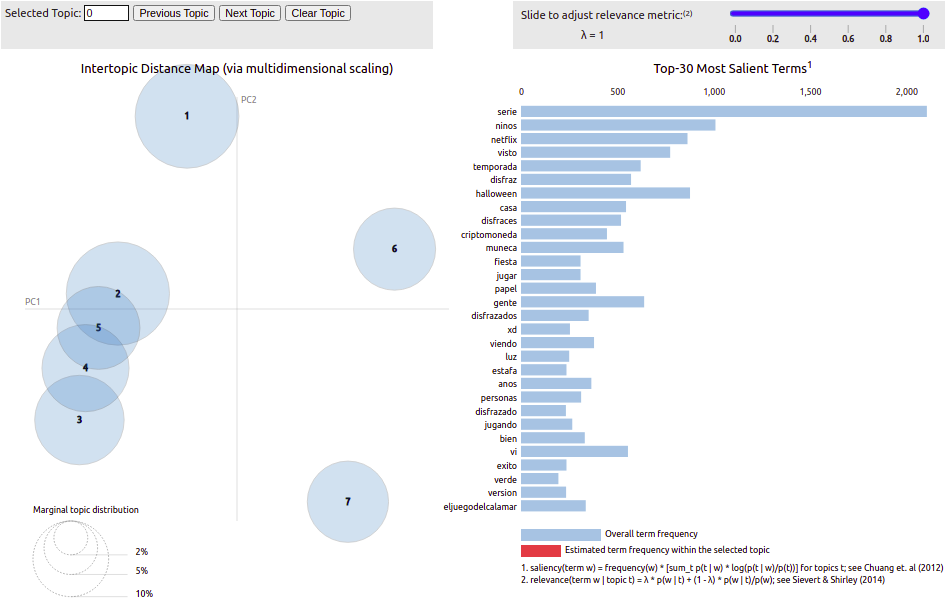 Selected Topic: 0 Previous Topic Next Topic Clear Topic
Slide to adjust relevance metric:(2)
λ = 1
0.0 0.2 0.4 0.6 0.8 1.0
Intertopic Distance Map (via multidimensional scaling)
PC2
PC1
1
6
2
5
4
3
7
Marginal topic distribution
2%
5%
10%
Top-30 Most Salient Terms1
0 500 1,000 1,500 2,000
serie
ninos
netflix
visto
temporada
disfraz
halloween
casa
disfraces
criptomoneda
muneca
fiesta
jugar
papel
gente
disfrazados
xd
viendo
luz
estafa
anos
personas
disfrazado
jugando
bien
vi
exito
verde
version
eljuegodelcalamar
Overall term frequency
Estimated term frequency within the selected topic
1. saliency(term w) = frequency(w) * [sum_t p(t | w) * log(p(t | w)/p(t))] for topics t; see Chuang et. al (2012)
2. relevance(term w | topic t) = λ * p(w | t) + (1 - λ) * p(w | t)/p(w); see Sievert & Shirley (2014)